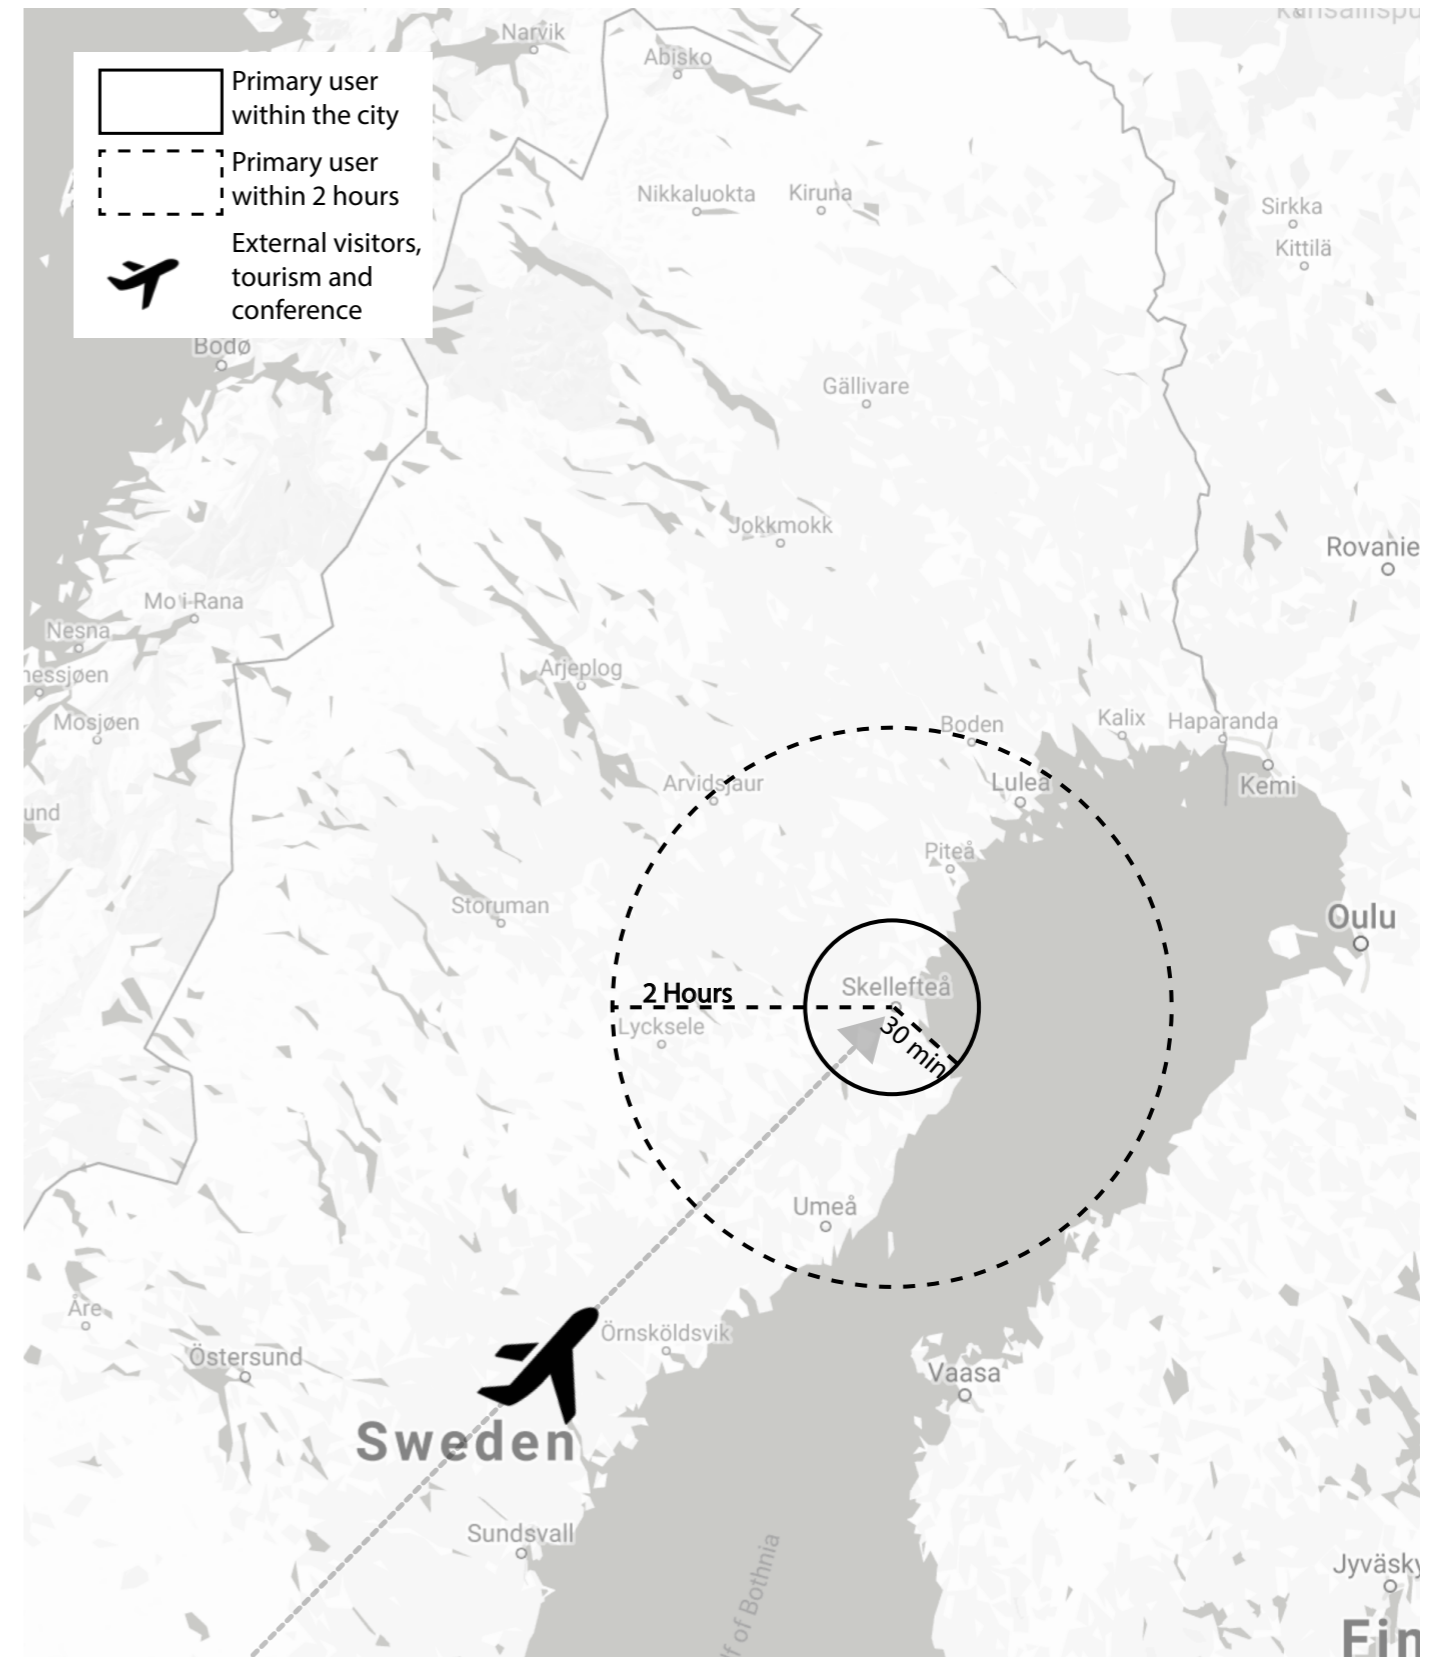 Primary user
within the city
Primary user
within 2 hours
External visitors,
tourism and
conference
Narvik
Abisko
Nikkaluokta
Kiruna
Sirkka
Kittilä
Bodø
Gällivare
Jokkmokk
Rovanie
Mo i Rana
Nesna
nessjøen
Arjeplog
Mosjøen
Boden
Kalix
Haparanda
Arvidsjaur
Luleå
Kemi
und
Piteå
Storuman
Oulu
Skellefteå
2 Hours
Lycksele
30 min
Umeå
Åre
Örnsköldsvik
Östersund
Vaasa
Sweden
Sundsvall
Jyväsky
f of Bothnia
Fin